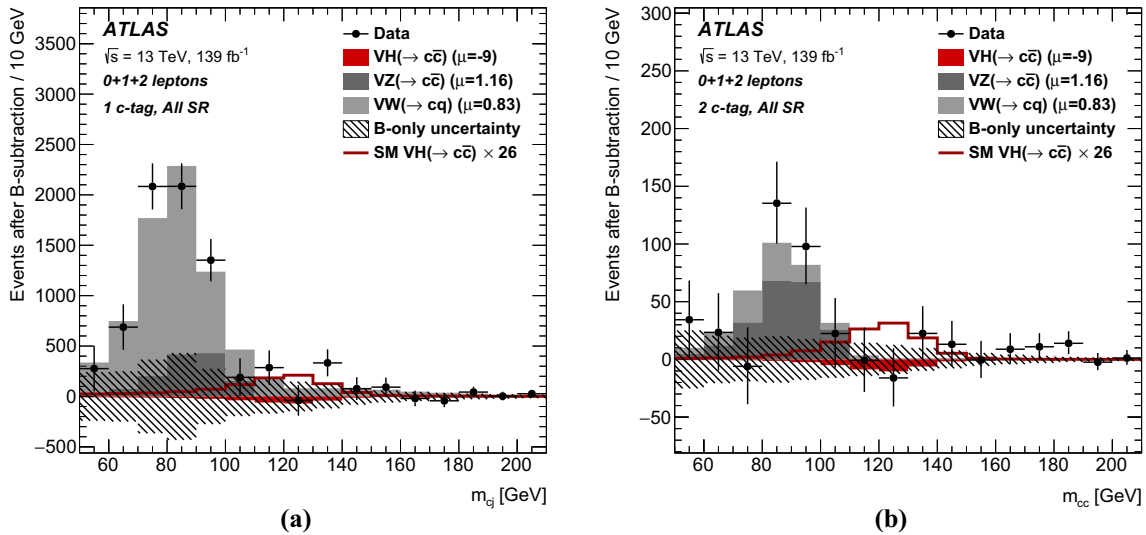 ATLAS
√s = 13 TeV, 139 fb⁻¹
0+1+2 leptons
1 c-tag, All SR
Data
VH(→ cc̅) (μ=-9)
VZ(→ cc̅) (μ=1.16)
VW(→ cq) (μ=0.83)
B-only uncertainty
SM VH(→ cc̅) × 26
Events after B-subtraction / 10 GeV
3500
3000
2500
2000
1500
1000
500
0
−500
60 80 100 120 140 160 180 200
m_cj [GeV]
(a)
ATLAS
√s = 13 TeV, 139 fb⁻¹
0+1+2 leptons
2 c-tag, All SR
Data
VH(→ cc̅) (μ=-9)
VZ(→ cc̅) (μ=1.16)
VW(→ cq) (μ=0.83)
B-only uncertainty
SM VH(→ cc̅) × 26
Events after B-subtraction / 10 GeV
300
250
200
150
100
50
0
−50
60 80 100 120 140 160 180 200
m_cc [GeV]
(b)